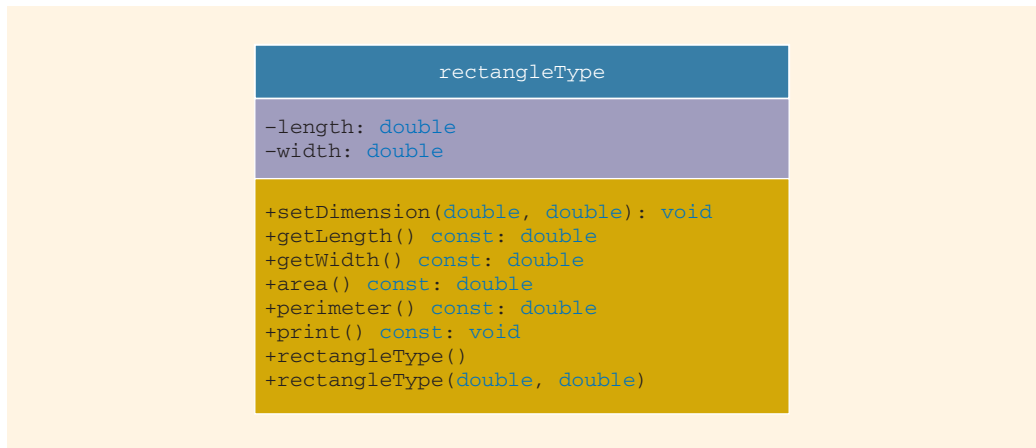 rectangleType
-length: double
-width: double
+setDimension(double, double): void
+getLength() const: double
+getWidth() const: double
+area() const: double
+perimeter() const: double
+print() const: void
+rectangleType()
+rectangleType(double, double)